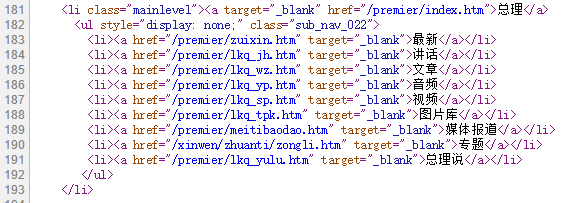 181 <li class="mainlevel"><a target="_blank" href="/premier/index.htm">总理</a>
182 <ul style="display: none;" class="sub_nav_022">
183 <li><a href="/premier/zuixin.htm" target="_blank">最新</a></li>
184 <li><a href="/premier/lkq_jh.htm" target="_blank">讲话</a></li>
185 <li><a href="/premier/lkq_wz.htm" target="_blank">文章</a></li>
186 <li><a href="/premier/lkq_yp.htm" target="_blank">音频</a></li>
187 <li><a href="/premier/lkq_sp.htm" target="_blank">视频</a></li>
188 <li><a href="/premier/lkq_tpk.htm" target="_blank">图片库</a></li>
189 <li><a href="/premier/meitibaodao.htm" target="_blank">媒体报道</a></li>
190 <li><a href="/xinwen/zhuanti/zongli.htm" target="_blank">专题</a></li>
191 <li><a href="/premier/lkq_yulu.htm" target="_blank">总理说</a></li>
192 </ul>
193 </li>